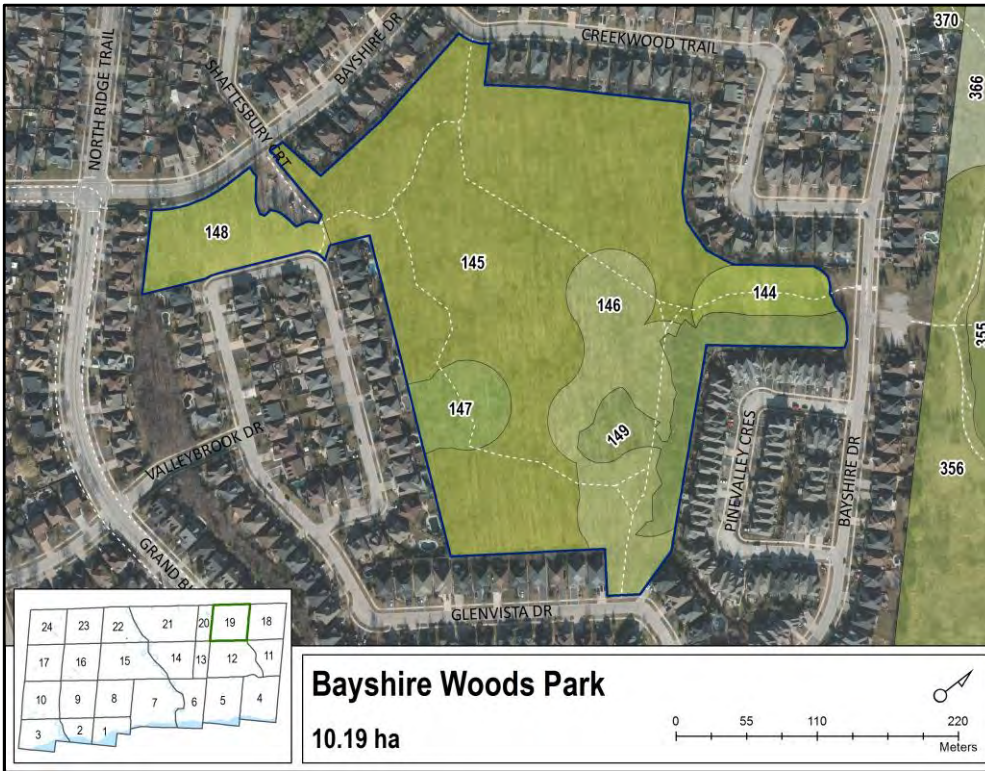 370
366
355
356
NORTH RIDGE TRAIL
SHAFTESBURY CRT
BAYSHIRE DR
CREEKWOOD TRAIL
148
145
146
144
147
149
VALLEYBROOK DR
PINEVALLEY CRES
BAYSHIRE DR
GLENVISTA DR
24 23 22 21 20 19 18
17 16 15 14 13 12 11
10 9 8 7 6 5 4
3 2 1
Bayshire Woods Park
10.19 ha
0 55 110 220
Meters